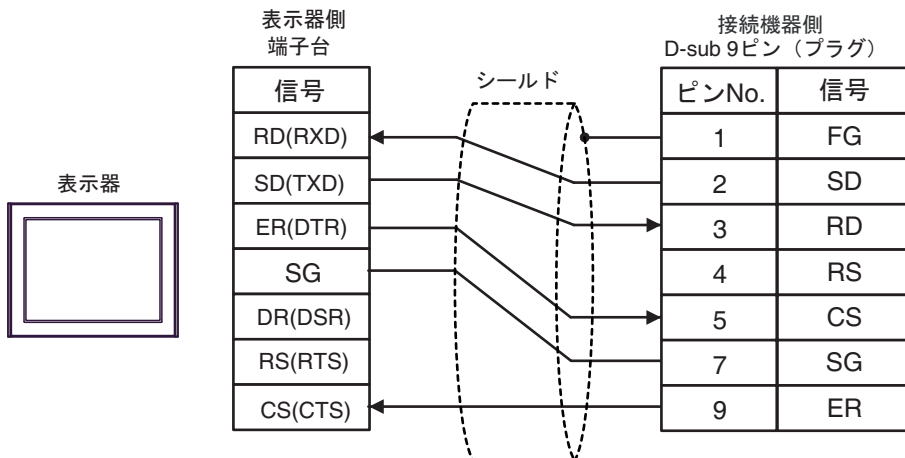 表示器側
端子台
接続機器側
D-sub 9ピン（プラグ）
シールド
表示器
信号
RD(RXD)
SD(TXD)
ER(DTR)
SG
DR(DSR)
RS(RTS)
CS(CTS)
ピンNo. 信号
1 FG
2 SD
3 RD
4 RS
5 CS
7 SG
9 ER